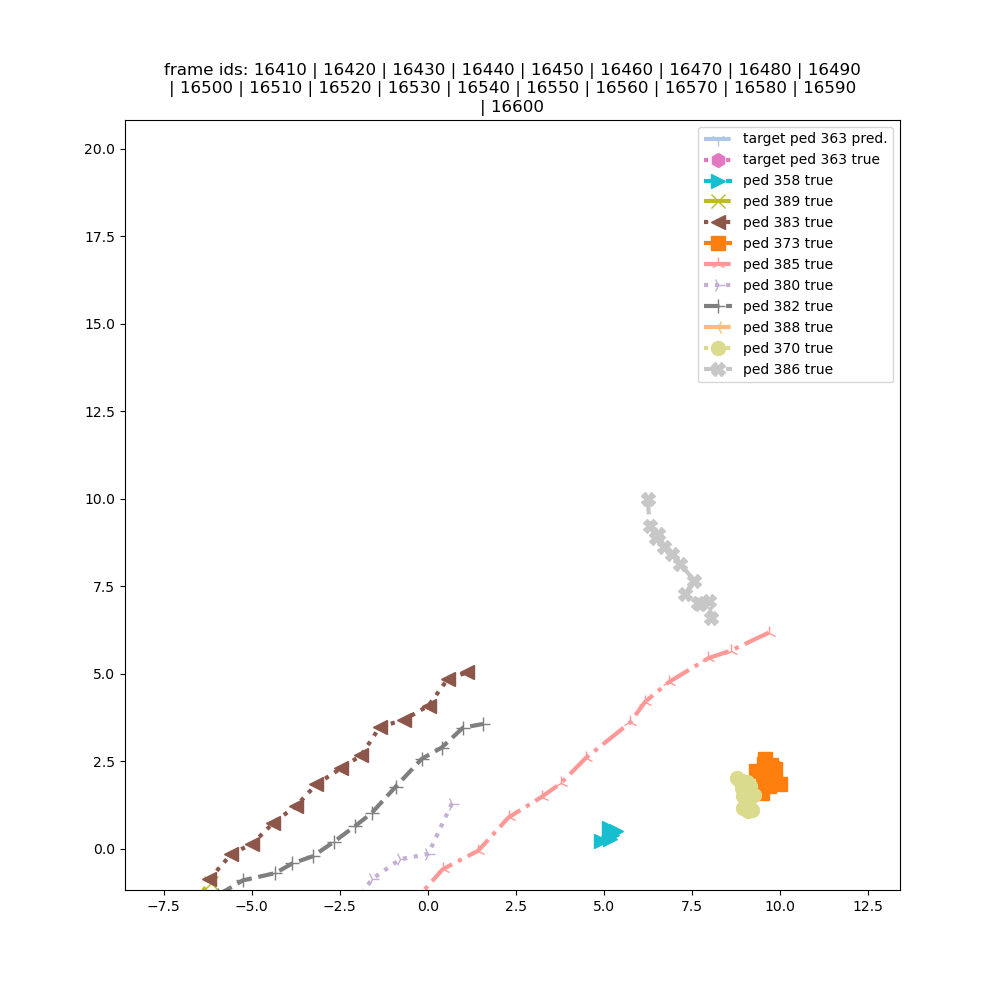 frame ids: 16410 | 16420 | 16430 | 16440 | 16450 | 16460 | 16470 | 16480 | 16490
| 16500 | 16510 | 16520 | 16530 | 16540 | 16550 | 16560 | 16570 | 16580 | 16590
| 16600
target ped 363 pred.
target ped 363 true
ped 358 true
ped 389 true
ped 383 true
ped 373 true
ped 385 true
ped 380 true
ped 382 true
ped 388 true
ped 370 true
ped 386 true
20.0
17.5
15.0
12.5
10.0
7.5
5.0
2.5
0.0
−7.5 −5.0 −2.5 0.0 2.5 5.0 7.5 10.0 12.5